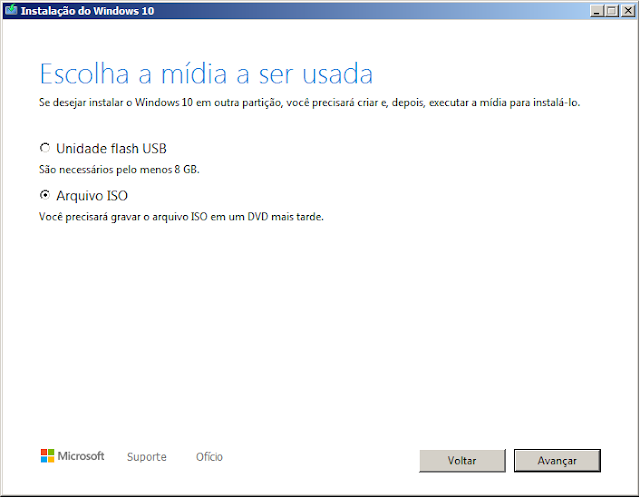 Instalação do Windows 10
Escolha a mídia a ser usada
Se desejar instalar o Windows 10 em outra partição, você precisará criar e, depois, executar a mídia para instalá-lo.
Unidade flash USB
São necessários pelo menos 8 GB.
Arquivo ISO
Você precisará gravar o arquivo ISO em um DVD mais tarde.
Microsoft Suporte Ofício Voltar Avançar